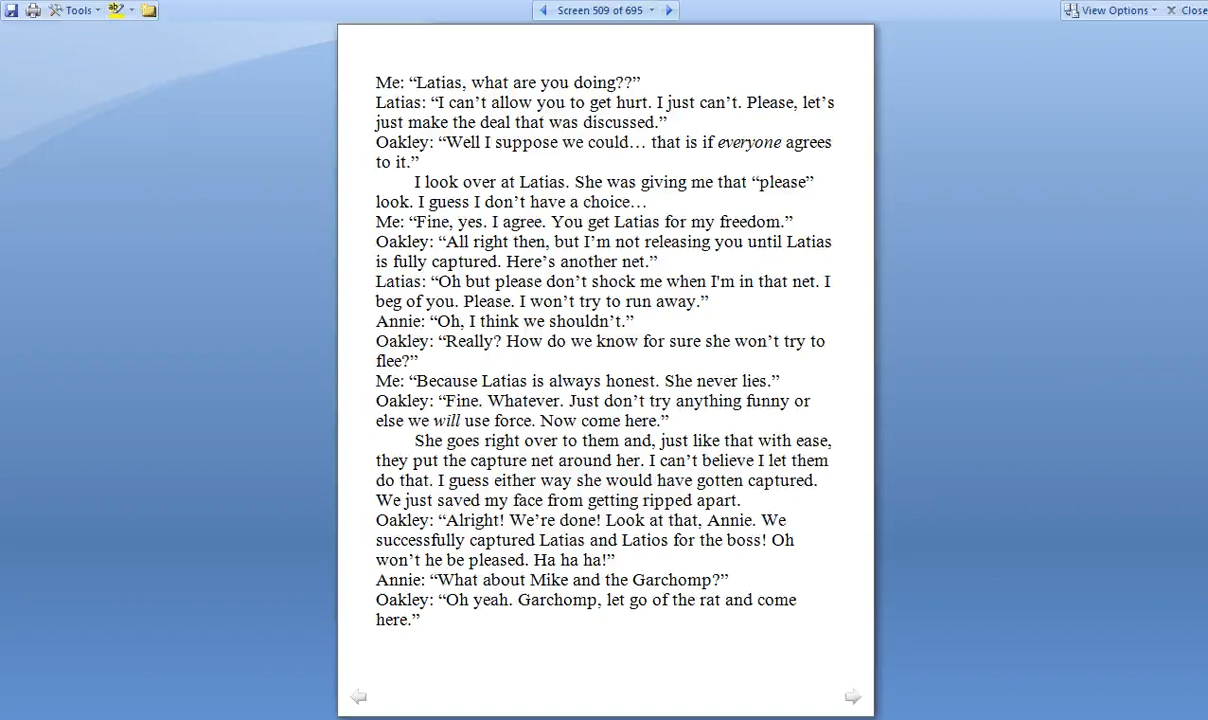 Tools
Screen 509 of 695
View Options
Close
Me: “Latias, what are you doing??”
Latias: “I can’t allow you to get hurt. I just can’t. Please, let’s
just make the deal that was discussed.”
Oakley: “Well I suppose we could… that is if everyone agrees
to it.”
I look over at Latias. She was giving me that “please”
look. I guess I don’t have a choice…
Me: “Fine, yes. I agree. You get Latias for my freedom.”
Oakley: “All right then, but I’m not releasing you until Latias
is fully captured. Here’s another net.”
Latias: “Oh but please don’t shock me when I'm in that net. I
beg of you. Please. I won’t try to run away.”
Annie: “Oh, I think we shouldn’t.”
Oakley: “Really? How do we know for sure she won’t try to
flee?”
Me: “Because Latias is always honest. She never lies.”
Oakley: “Fine. Whatever. Just don’t try anything funny or
else we will use force. Now come here.”
She goes right over to them and, just like that with ease,
they put the capture net around her. I can’t believe I let them
do that. I guess either way she would have gotten captured.
We just saved my face from getting ripped apart.
Oakley: “Alright! We’re done! Look at that, Annie. We
successfully captured Latias and Latios for the boss! Oh
won’t he be pleased. Ha ha ha!”
Annie: “What about Mike and the Garchomp?”
Oakley: “Oh yeah. Garchomp, let go of the rat and come
here.”